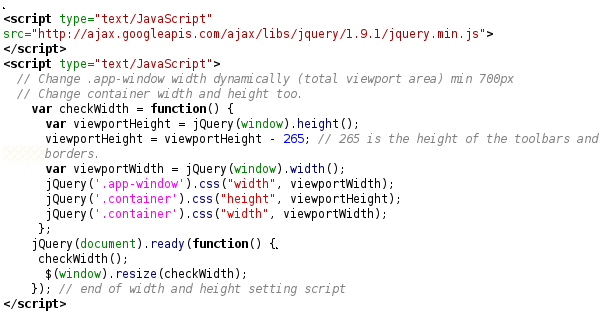 <script type="text/JavaScript"
src="http://ajax.googleapis.com/ajax/libs/jquery/1.9.1/jquery.min.js">
</script>
<script type="text/JavaScript">
// Change .app-window width dynamically (total viewport area) min 700px
// Change container width and height too.
var checkWidth = function() {
var viewportHeight = jQuery(window).height();
viewportHeight = viewportHeight - 265; // 265 is the height of the toolbars and
borders.
var viewportWidth = jQuery(window).width();
jQuery('.app-window').css("width", viewportWidth);
jQuery('.container').css("height", viewportHeight);
jQuery('.container').css("width", viewportWidth);
};
jQuery(document).ready(function() {
checkWidth();
$(window).resize(checkWidth);
}); // end of width and height setting script
</script>